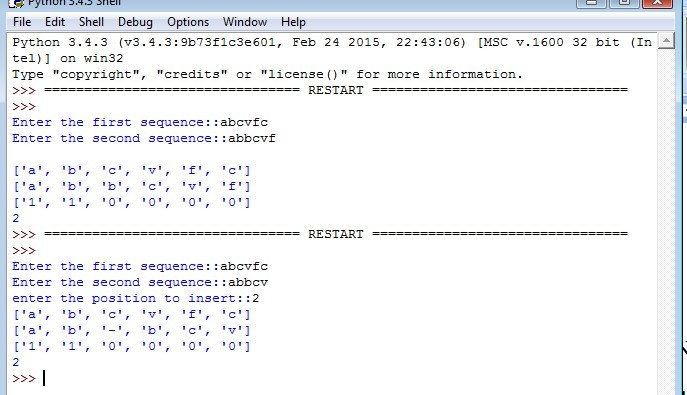 Python 3.4.3 Shell
File Edit Shell Debug Options Window Help
Python 3.4.3 (v3.4.3:9b73f1c3e601, Feb 24 2015, 22:43:06) [MSC v.1600 32 bit (In
tel)] on win32
Type "copyright", "credits" or "license()" for more information.
>>> ================================ RESTART ================================
>>>
Enter the first sequence::abcvfc
Enter the second sequence::abbcvf
['a', 'b', 'c', 'v', 'f', 'c']
['a', 'b', 'b', 'c', 'v', 'f']
['1', '1', '0', '0', '0', '0']
2
>>> ================================ RESTART ================================
>>>
Enter the first sequence::abcvfc
Enter the second sequence::abbcv
enter the position to insert::2
['a', 'b', 'c', 'v', 'f', 'c']
['a', 'b', '-', 'b', 'c', 'v']
['1', '1', '0', '0', '0', '0']
2
>>>